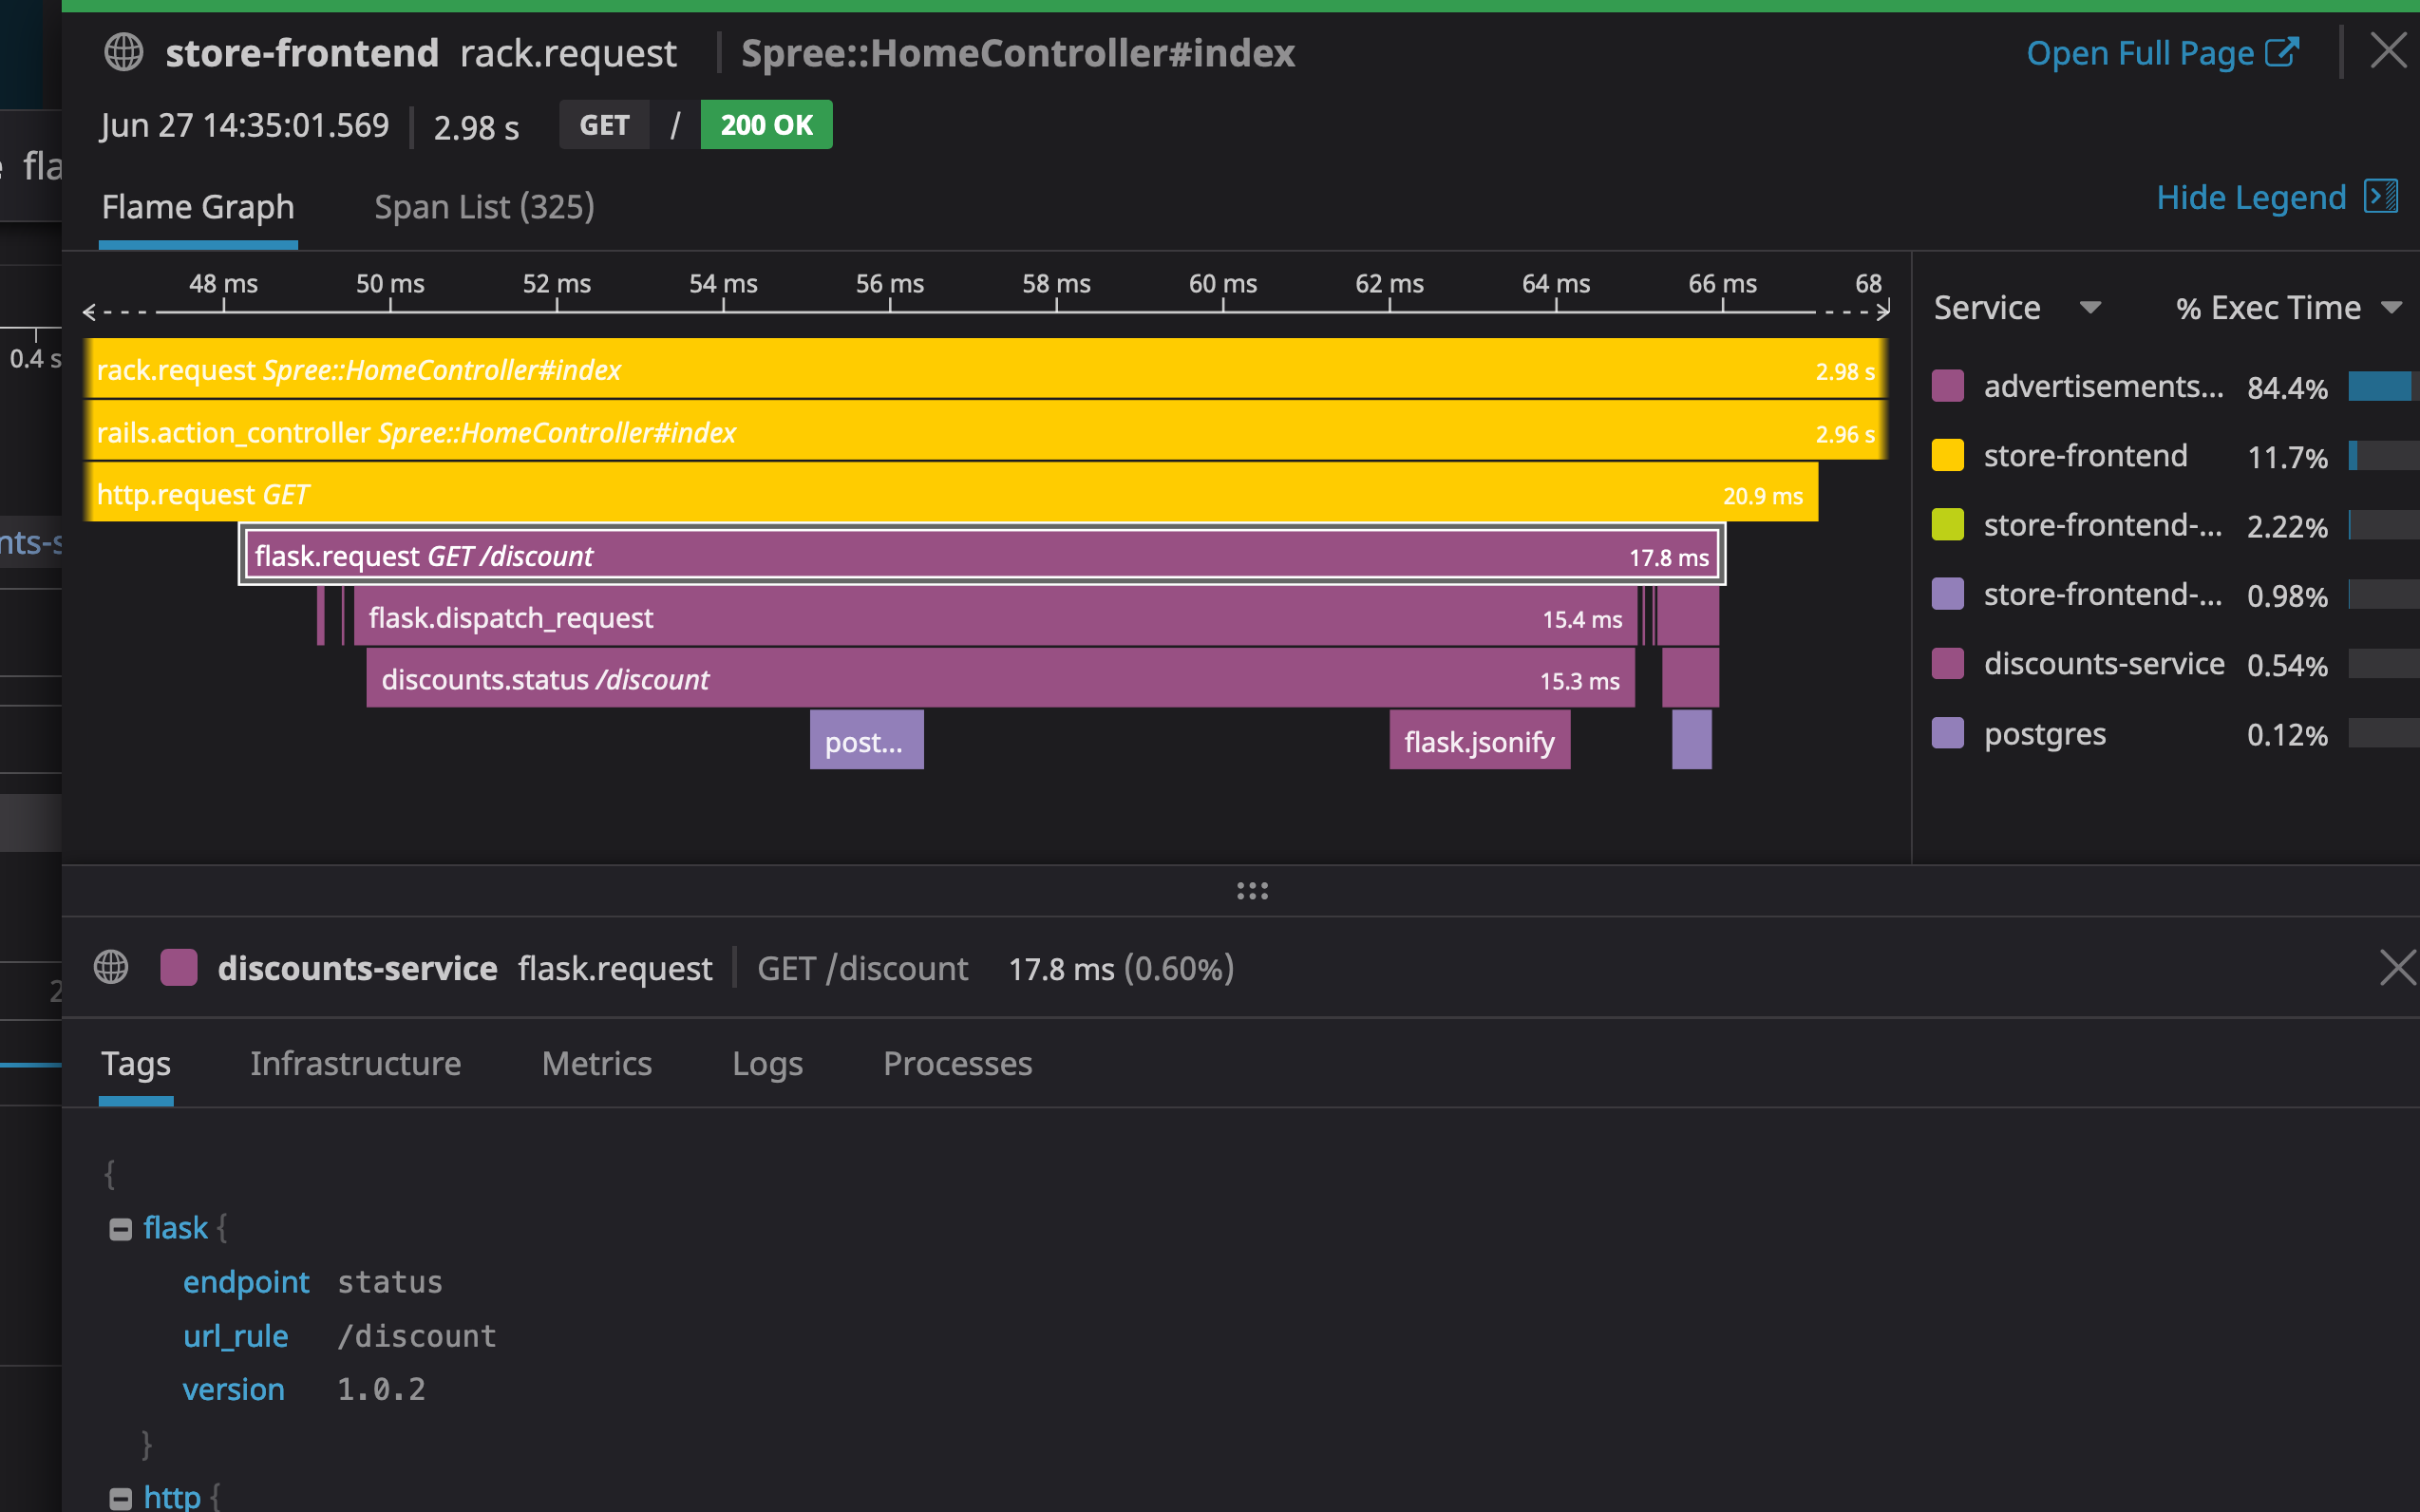 store-frontend rack.request Spree::HomeController#index Open Full Page
Jun 27 14:35:01.569 2.98 s GET / 200 OK
fla
Flame Graph Span List (325) Hide Legend
48 ms 50 ms 52 ms 54 ms 56 ms 58 ms 60 ms 62 ms 64 ms 66 ms 68
Service % Exec Time
0.4 s
rack.request Spree::HomeController#index 2.98 s
advertisements... 84.4%
rails.action_controller Spree::HomeController#index 2.96 s
store-frontend 11.7%
http.request GET 20.9 ms
store-frontend-... 2.22%
nts-s
flask.request GET /discount 17.8 ms
store-frontend-... 0.98%
flask.dispatch_request 15.4 ms
discounts-service 0.54%
discounts.status /discount 15.3 ms
postgres 0.12%
post... flask.jsonify
discounts-service flask.request GET /discount 17.8 ms (0.60%)
2
Tags Infrastructure Metrics Logs Processes
{
flask {
endpoint status
url_rule /discount
version 1.0.2
}
http {